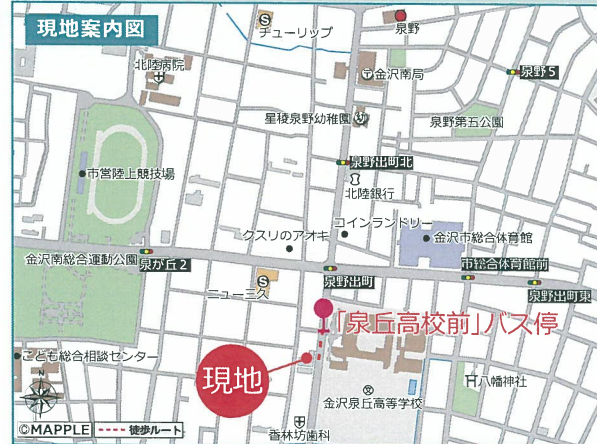 現地案内図
S
チューリップ
泉野
北陸病院
金沢南局
泉野5
星稜泉野幼稚園
幼
泉野第五公園
泉野出町北
北陸銀行
市営陸上競技場
コインランドリー
クスリのアオキ
金沢市総合体育館
金沢南総合運動公園
泉が丘2
泉野出町
市総合体育館前
S
ニュー三久
泉野出町東
「泉丘高校前」バス停
こども総合相談センター
現地
八幡神社
文
金沢泉丘高等学校
©MAPPLE
徒歩ルート
香林坊歯科